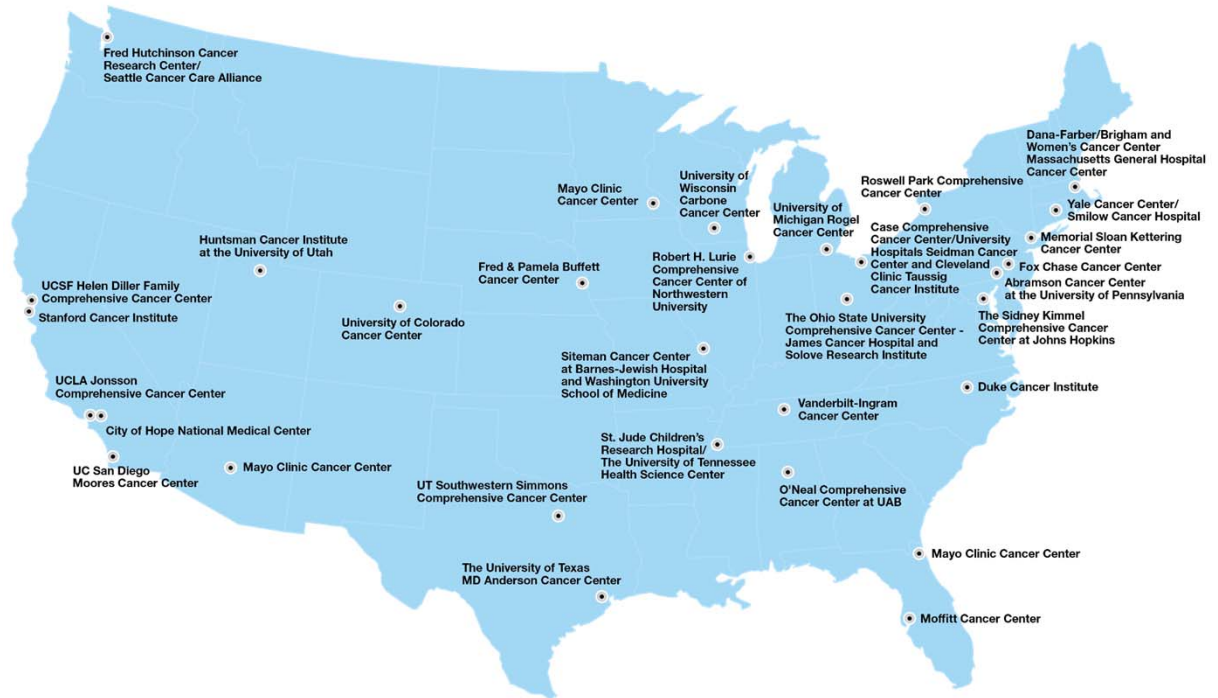 Fred Hutchinson Cancer
Research Center/
Seattle Cancer Care Alliance
Dana-Farber/Brigham and
Women's Cancer Center
Massachusetts General Hospital
Cancer Center
Mayo Clinic
Cancer Center
University of
Wisconsin
Carbone
Cancer Center
University of
Michigan Rogel
Cancer Center
Roswell Park Comprehensive
Cancer Center
Yale Cancer Center/
Smilow Cancer Hospital
Case Comprehensive
Cancer Center/University
Hospitals Seidman Cancer
Center and Cleveland
Clinic Taussig
Cancer Institute
Memorial Sloan Kettering
Cancer Center
Huntsman Cancer Institute
at the University of Utah
Fred & Pamela Buffett
Cancer Center
Robert H. Lurie
Comprehensive
Cancer Center of
Northwestern
University
Fox Chase Cancer Center
Abramson Cancer Center
at the University of Pennsylvania
UCSF Helen Diller Family
Comprehensive Cancer Center
Stanford Cancer Institute
University of Colorado
Cancer Center
The Ohio State University
Comprehensive Cancer Center -
James Cancer Hospital and
Solove Research Institute
The Sidney Kimmel
Comprehensive Cancer
Center at Johns Hopkins
Siteman Cancer Center
at Barnes-Jewish Hospital
and Washington University
School of Medicine
UCLA Jonsson
Comprehensive Cancer Center
City of Hope National Medical Center
Duke Cancer Institute
Vanderbilt-Ingram
Cancer Center
UC San Diego
Moores Cancer Center
Mayo Clinic Cancer Center
St. Jude Children's
Research Hospital/
The University of Tennessee
Health Science Center
UT Southwestern Simmons
Comprehensive Cancer Center
O'Neal Comprehensive
Cancer Center at UAB
Mayo Clinic Cancer Center
The University of Texas
MD Anderson Cancer Center
Moffitt Cancer Center